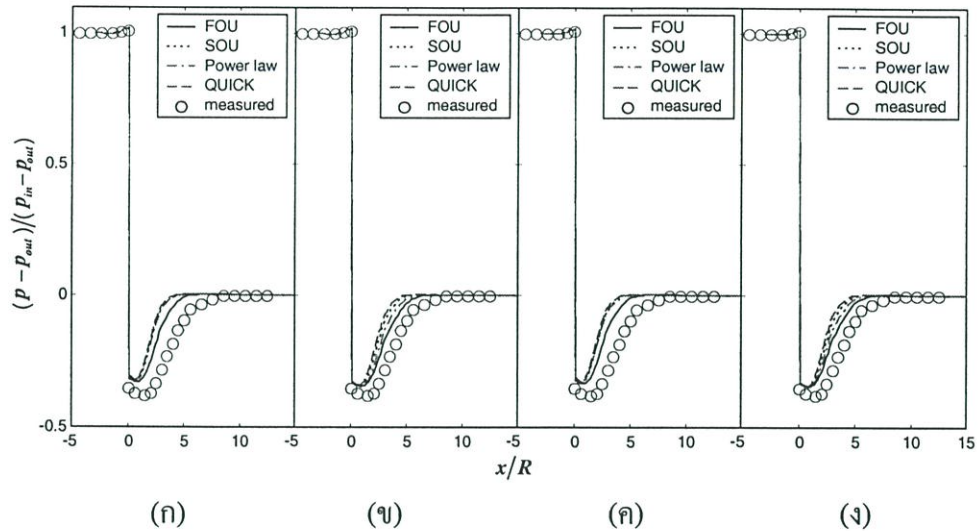 FOU
SOU
Power law
QUICK
measured
FOU
SOU
Power law
QUICK
measured
FOU
SOU
Power law
QUICK
measured
FOU
SOU
Power law
QUICK
measured
1
0.5
0
-0.5
(p-p_out)/(p_in-p_out)
-5 0 5 10 -5 0 5 10 -5 0 5 10 -5 0 5 10 15
x/R
(ก) (ข) (ค) (ง)